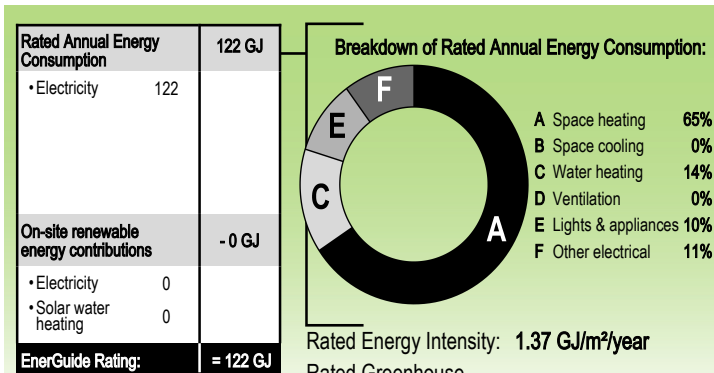 Rated Annual Energy
Consumption
122 GJ
• Electricity 122
On-site renewable
energy contributions
- 0 GJ
• Electricity 0
• Solar water
heating 0
EnerGuide Rating: = 122 GJ
Breakdown of Rated Annual Energy Consumption:
F
E
C
A
A Space heating 65%
B Space cooling 0%
C Water heating 14%
D Ventilation 0%
E Lights & appliances 10%
F Other electrical 11%
Rated Energy Intensity: 1.37 GJ/m²/year
Rated Greenhouse